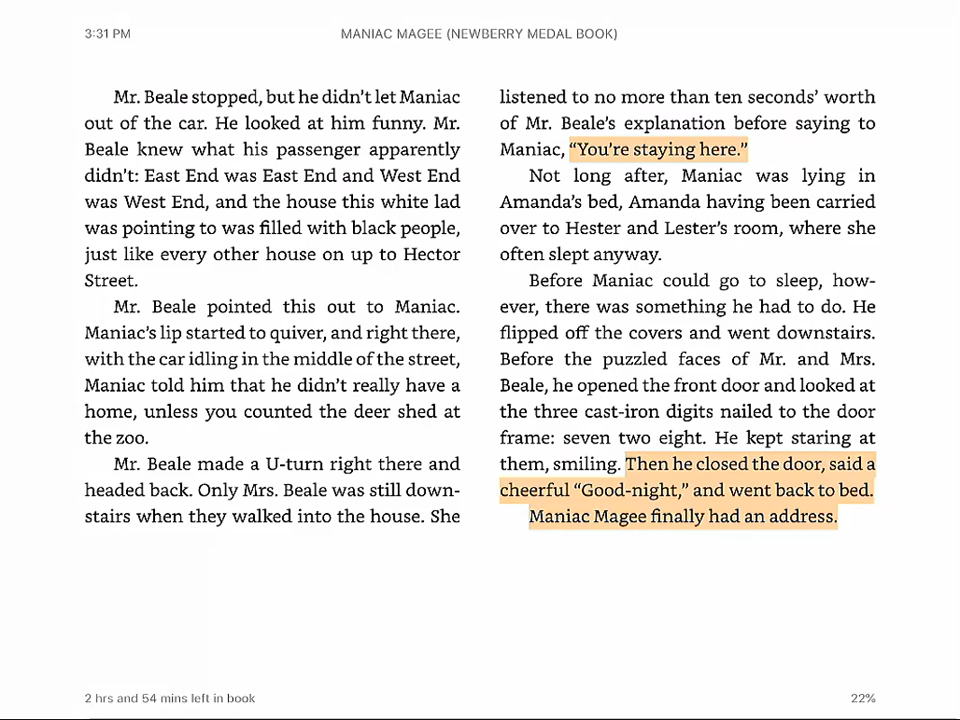 3:31 PM
MANIAC MAGEE (NEWBERRY MEDAL BOOK)
Mr. Beale stopped, but he didn't let Maniac
out of the car. He looked at him funny. Mr.
Beale knew what his passenger apparently
didn't: East End was East End and West End
was West End, and the house this white lad
was pointing to was filled with black people,
just like every other house on up to Hector
Street.
Mr. Beale pointed this out to Maniac.
Maniac's lip started to quiver, and right there,
with the car idling in the middle of the street,
Maniac told him that he didn't really have a
home, unless you counted the deer shed at
the zoo.
Mr. Beale made a U-turn right there and
headed back. Only Mrs. Beale was still down-
stairs when they walked into the house. She
listened to no more than ten seconds' worth
of Mr. Beale's explanation before saying to
Maniac, “You're staying here.”
Not long after, Maniac was lying in
Amanda's bed, Amanda having been carried
over to Hester and Lester's room, where she
often slept anyway.
Before Maniac could go to sleep, how-
ever, there was something he had to do. He
flipped off the covers and went downstairs.
Before the puzzled faces of Mr. and Mrs.
Beale, he opened the front door and looked at
the three cast-iron digits nailed to the door
frame: seven two eight. He kept staring at
them, smiling. Then he closed the door, said a
cheerful “Good-night,” and went back to bed.
Maniac Magee finally had an address.
2 hrs and 54 mins left in book
22%